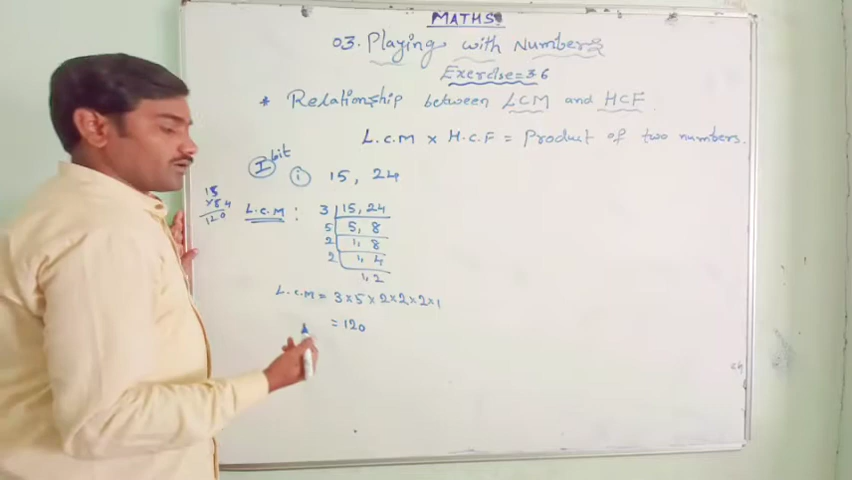 MATHS
03. Playing with Numbers
Exercise=3.6
* Relationship between LCM and HCF
L.C.M × H.C.F = Product of two numbers.
I bit
i 15, 24
15
×8 4
120
L.C.M : 3 | 15, 24
5 | 5, 8
2 | 1, 8
2 | 1, 4
1, 2
L.C.M = 3×5×2×2×2×1
= 120